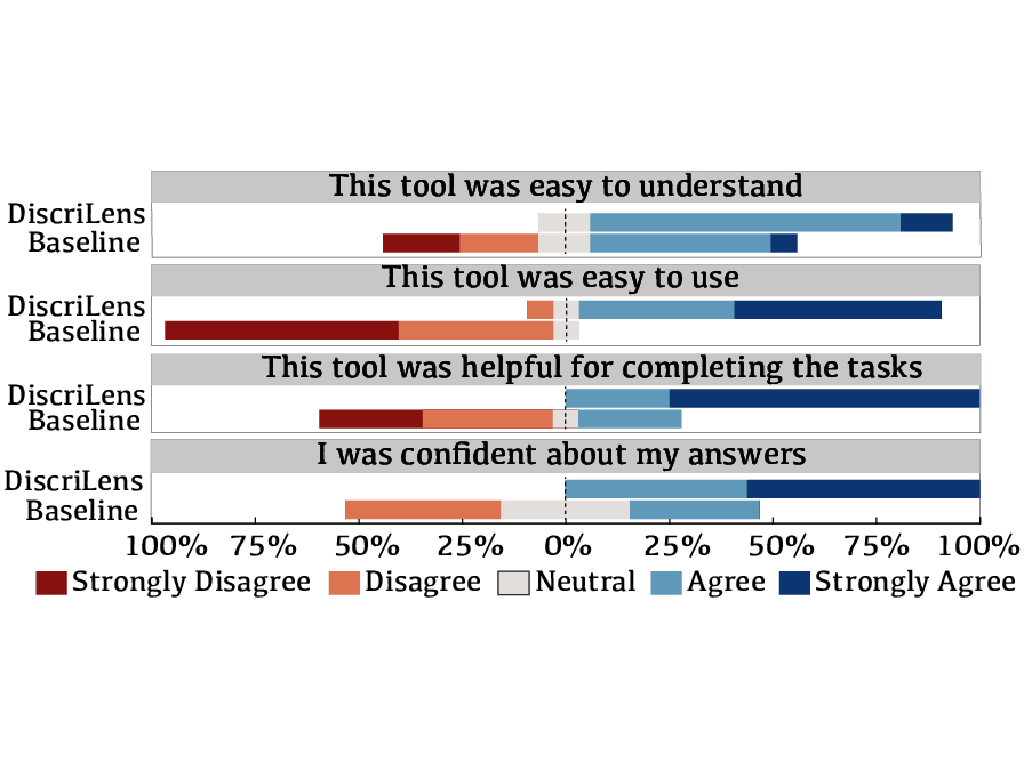 This tool was easy to understand
DiscriLens
Baseline
This tool was easy to use
DiscriLens
Baseline
This tool was helpful for completing the tasks
DiscriLens
Baseline
I was confident about my answers
DiscriLens
Baseline
100% 75% 50% 25% 0% 25% 50% 75% 100%
Strongly Disagree Disagree Neutral Agree Strongly Agree